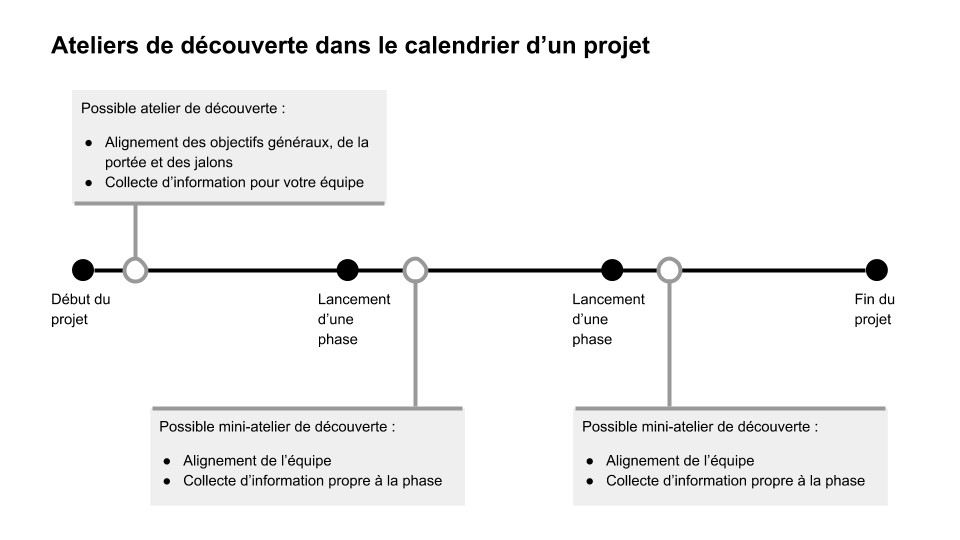 Ateliers de découverte dans le calendrier d’un projet
Possible atelier de découverte :
● Alignement des objectifs généraux, de la
portée et des jalons
● Collecte d’information pour votre équipe
Début du
projet
Lancement
d’une
phase
Lancement
d’une
phase
Fin du
projet
Possible mini-atelier de découverte :
● Alignement de l’équipe
● Collecte d’information propre à la phase
Possible mini-atelier de découverte :
● Alignement de l’équipe
● Collecte d’information propre à la phase